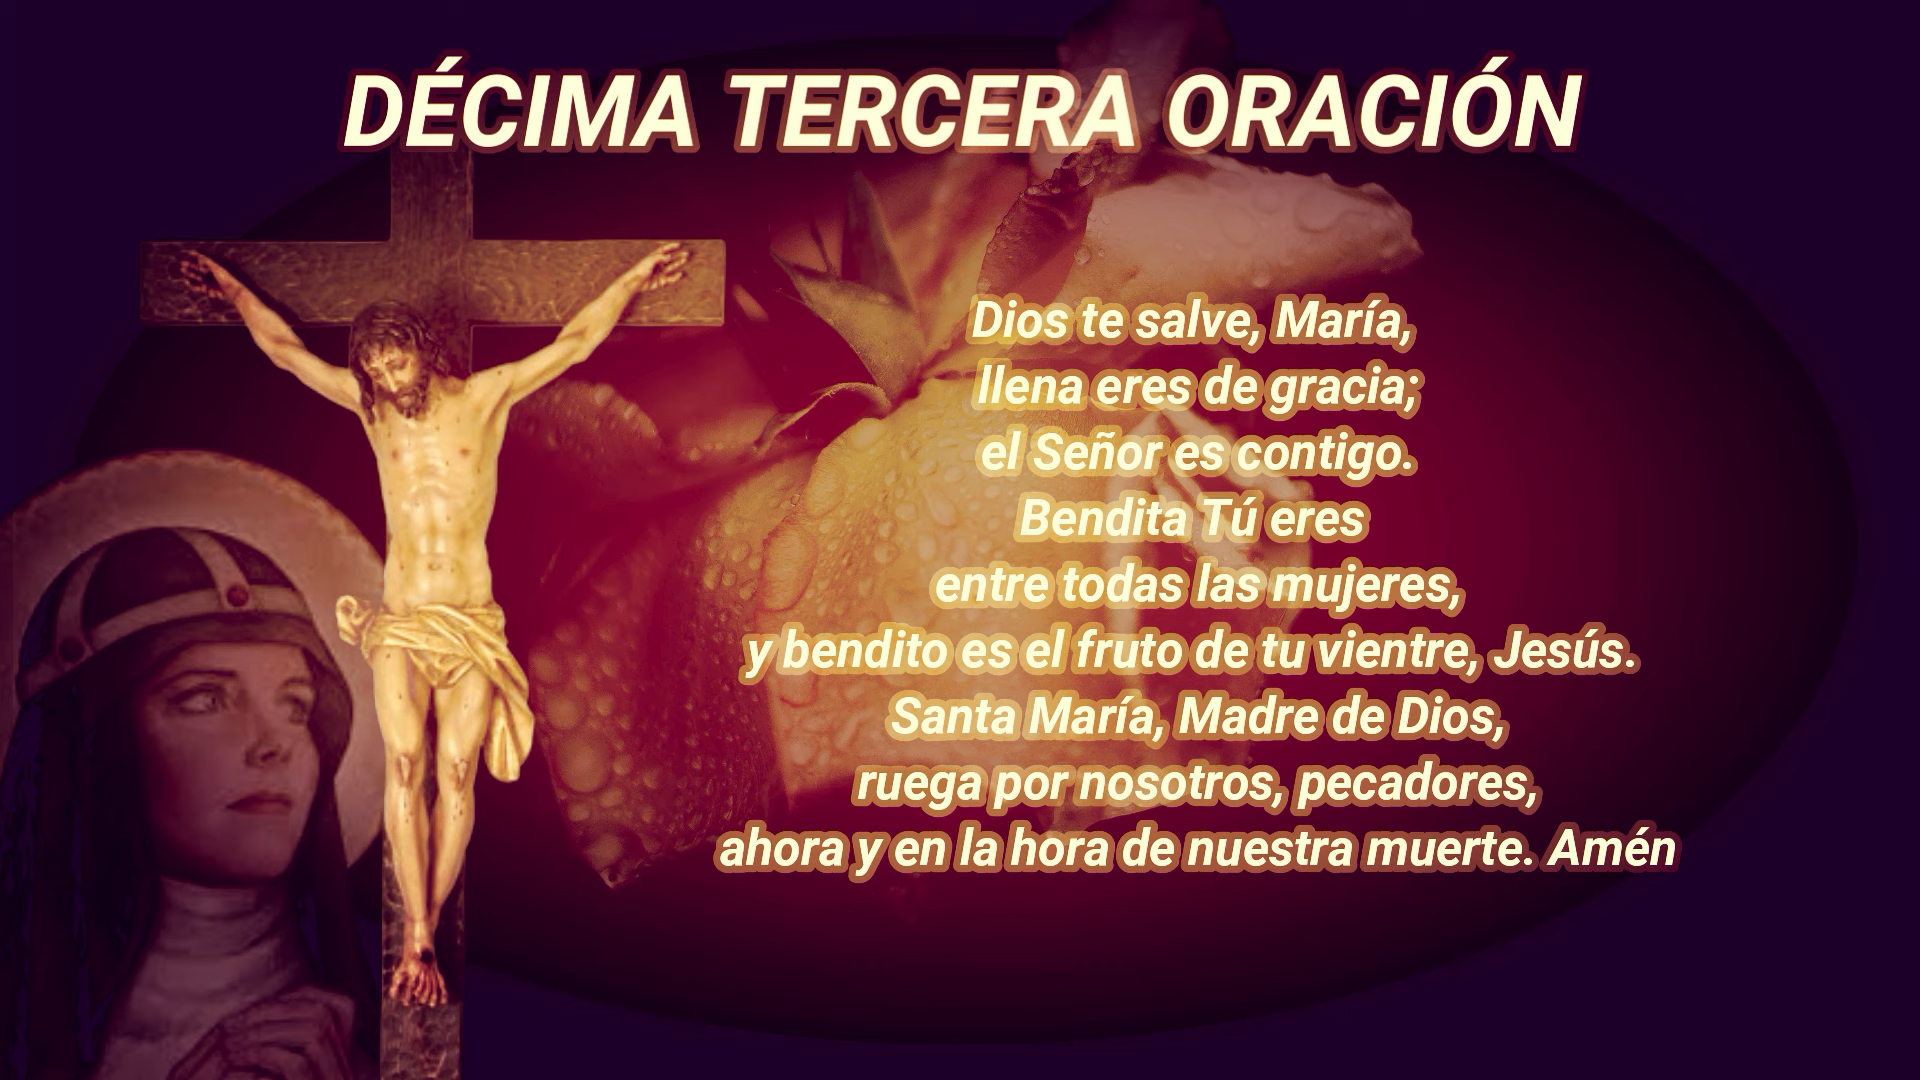 DÉCIMA TERCERA ORACIÓN
Dios te salve, María,
llena eres de gracia;
el Señor es contigo.
Bendita Tú eres
entre todas las mujeres,
y bendito es el fruto de tu vientre, Jesús.
Santa María, Madre de Dios,
ruega por nosotros, pecadores,
ahora y en la hora de nuestra muerte. Amén